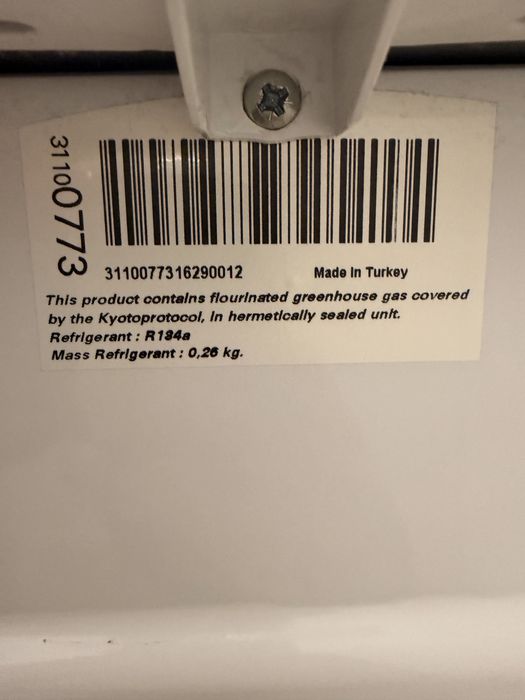 31100773
3110077316290012 Made In Turkey
This product contains flourinated greenhouse gas covered
by the Kyotoprotocol, in hermetically sealed unit.
Refrigerant : R134a
Mass Refrigerant : 0,26 kg.